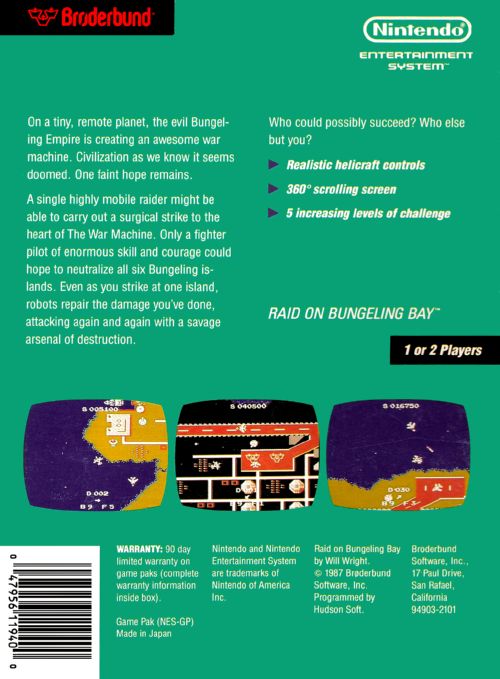 Brøderbund
Nintendo®
ENTERTAINMENT
SYSTEM™
On a tiny, remote planet, the evil Bungel-
ing Empire is creating an awesome war
machine. Civilization as we know it seems
doomed. One faint hope remains.
A single highly mobile raider might be
able to carry out a surgical strike to the
heart of The War Machine. Only a fighter
pilot of enormous skill and courage could
hope to neutralize all six Bungeling is-
lands. Even as you strike at one island,
robots repair the damage you've done,
attacking again and again with a savage
arsenal of destruction.
Who could possibly succeed? Who else
but you?
Realistic helicraft controls
360° scrolling screen
5 increasing levels of challenge
RAID ON BUNGELING BAY™
1 or 2 Players
S 005100
D 002
B 9 F 5
S 040500
S 016750
D 030
B 9 F 3
WARRANTY: 90 day
limited warranty on
game paks (complete
warranty information
inside box).
Game Pak (NES-GP)
Made in Japan
Nintendo and Nintendo
Entertainment System
are trademarks of
Nintendo of America
Inc.
Raid on Bungeling Bay
by Will Wright.
© 1987 Brøderbund
Software, Inc.
Programmed by
Hudson Soft.
Broderbund
Software, Inc.,
17 Paul Drive,
San Rafael,
California
94903-2101
0 47956 11940 0